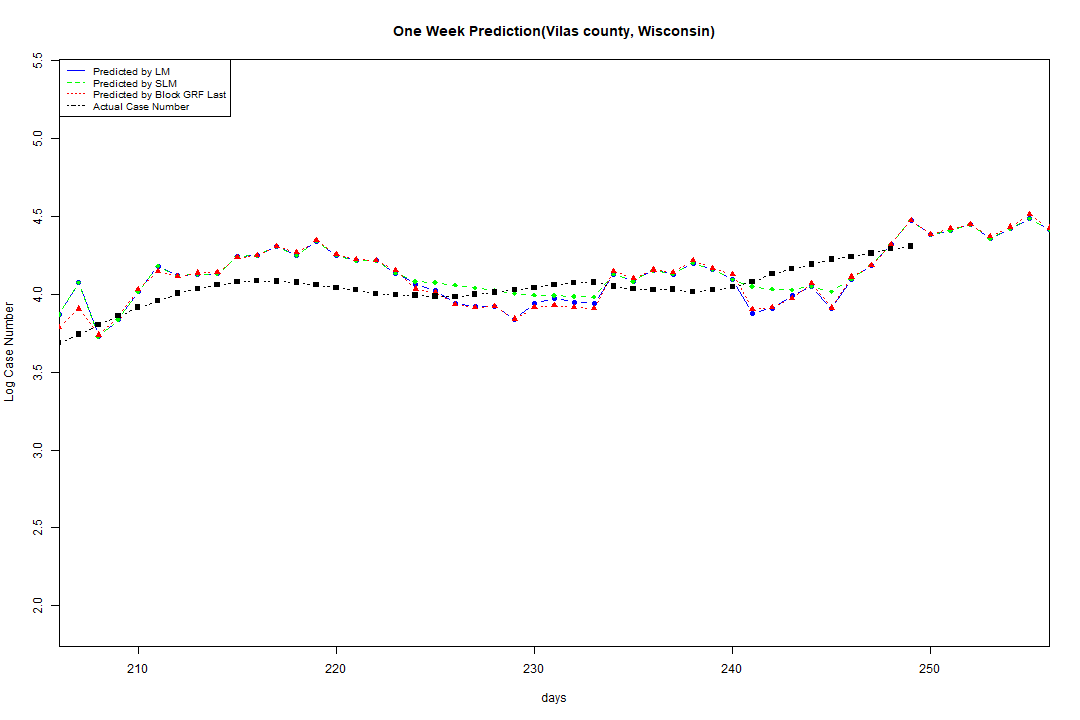 One Week Prediction(Vilas county, Wisconsin)
Predicted by LM
Predicted by SLM
Predicted by Block GRF Last
Actual Case Number
5.5
5.0
4.5
4.0
3.5
3.0
2.5
2.0
Log Case Number
210
220
230
240
250
days